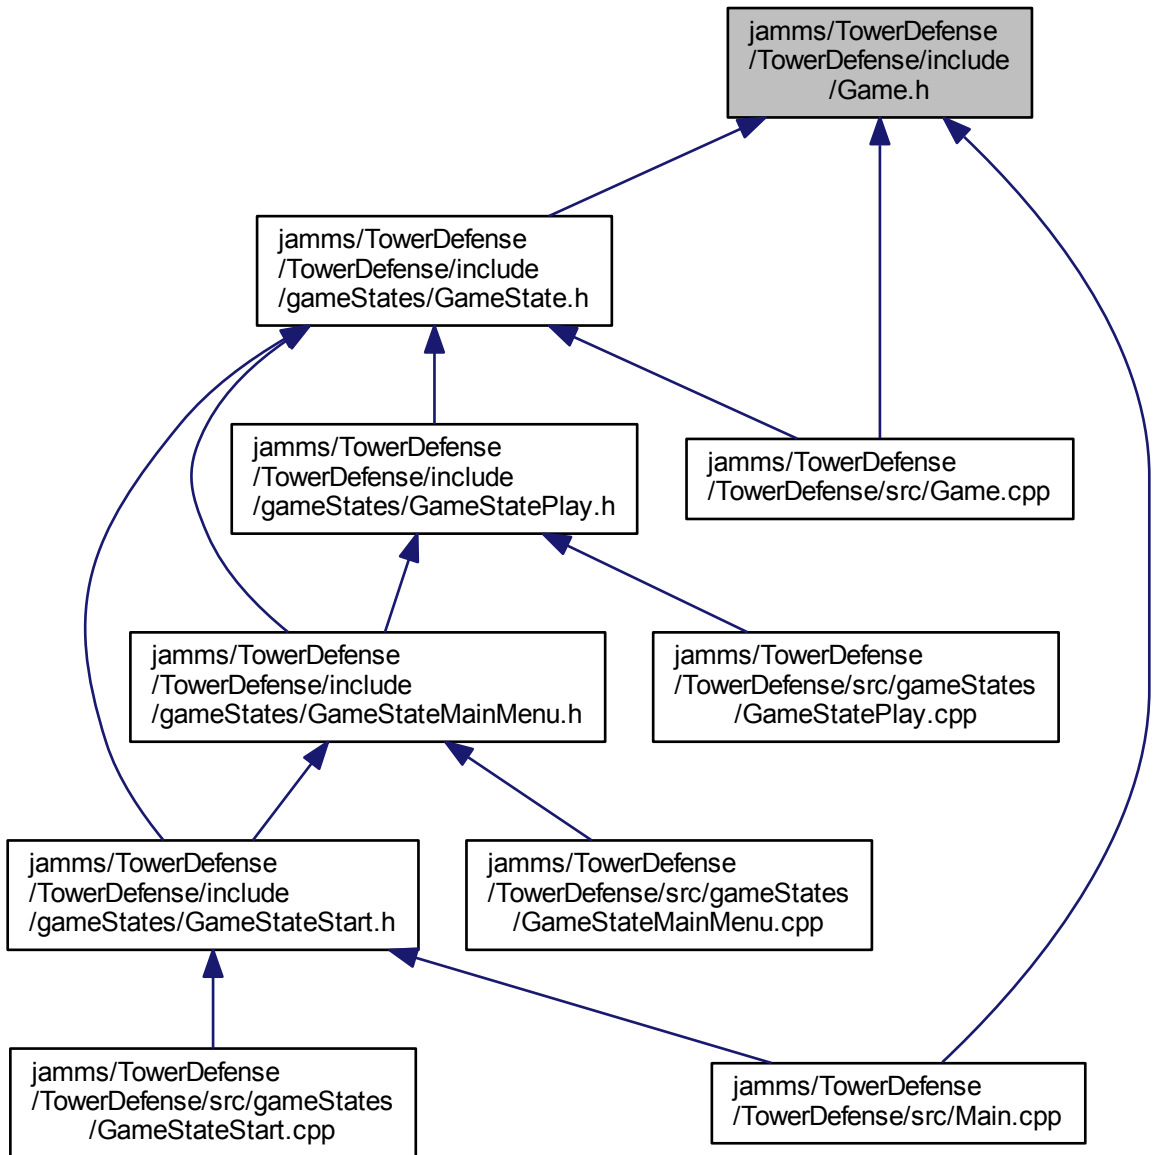 jamms/TowerDefense
/TowerDefense/include
/Game.h
jamms/TowerDefense
/TowerDefense/include
/gameStates/GameState.h
jamms/TowerDefense
/TowerDefense/include
/gameStates/GameStatePlay.h
jamms/TowerDefense
/TowerDefense/src/Game.cpp
jamms/TowerDefense
/TowerDefense/include
/gameStates/GameStateMainMenu.h
jamms/TowerDefense
/TowerDefense/src/gameStates
/GameStatePlay.cpp
jamms/TowerDefense
/TowerDefense/include
/gameStates/GameStateStart.h
jamms/TowerDefense
/TowerDefense/src/gameStates
/GameStateMainMenu.cpp
jamms/TowerDefense
/TowerDefense/src/gameStates
/GameStateStart.cpp
jamms/TowerDefense
/TowerDefense/src/Main.cpp